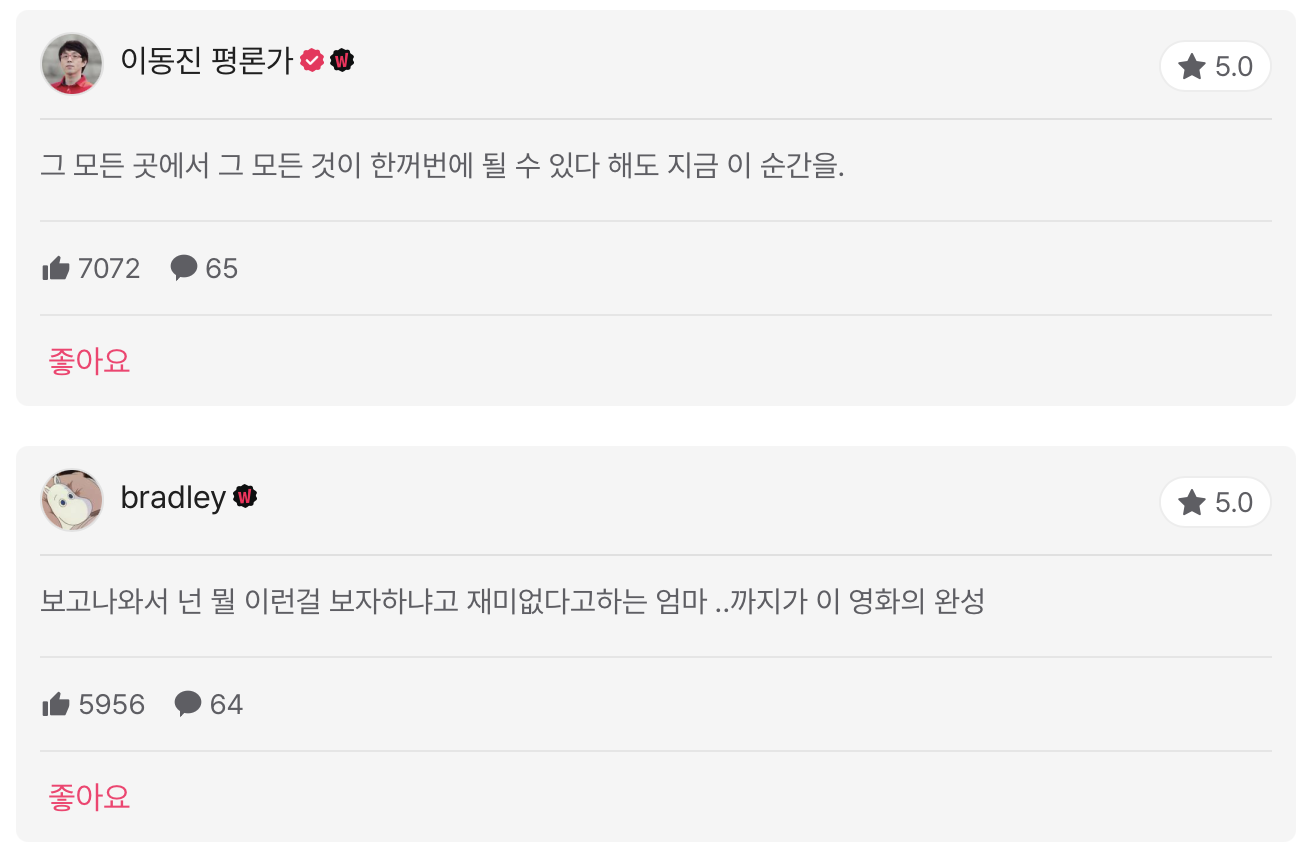 이동진 평론가 W
5.0
그 모든 곳에서 그 모든 것이 한꺼번에 될 수 있다 해도 지금 이 순간을.
7072 65
좋아요
bradley W
5.0
보고나와서 넌 뭘 이런걸 보자하냐고 재미없다고하는 엄마 ..까지가 이 영화의 완성
5956 64
좋아요